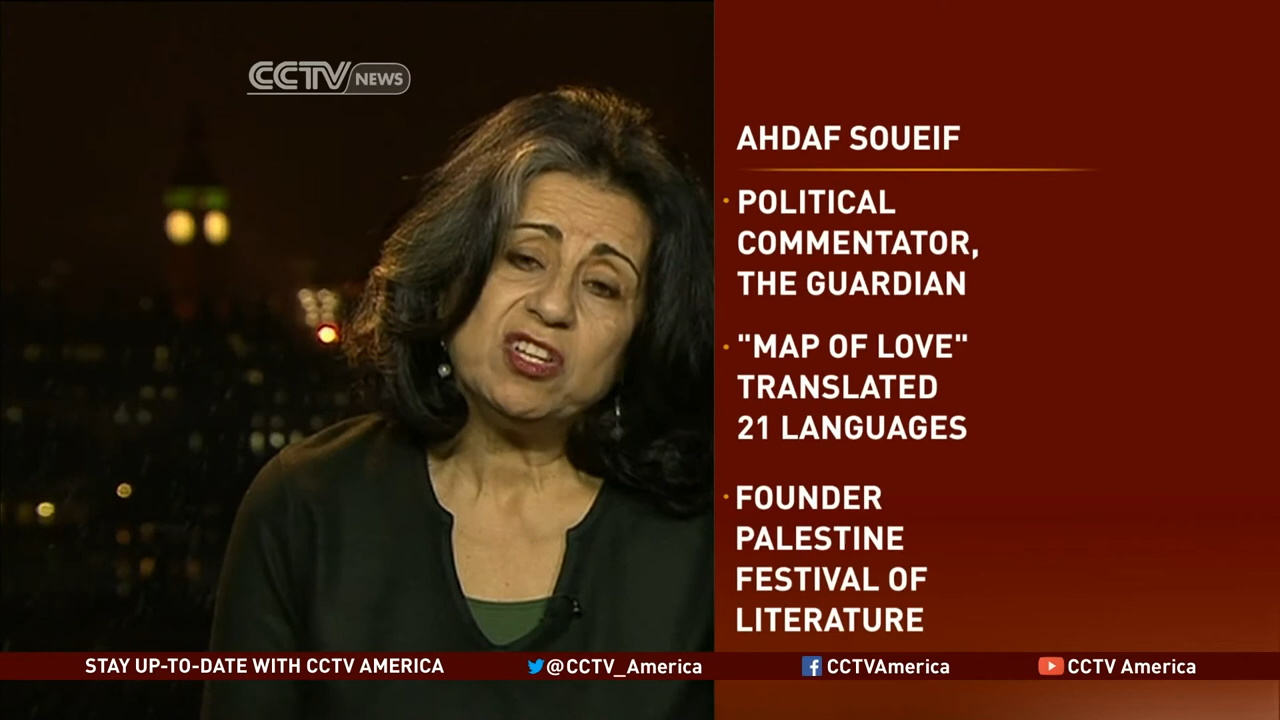 CCTV NEWS
AHDAF SOUEIF
POLITICAL
COMMENTATOR,
THE GUARDIAN
"MAP OF LOVE"
TRANSLATED
21 LANGUAGES
FOUNDER
PALESTINE
FESTIVAL OF
LITERATURE
STAY UP-TO-DATE WITH CCTV AMERICA @CCTV_America CCTVAmerica CCTV America